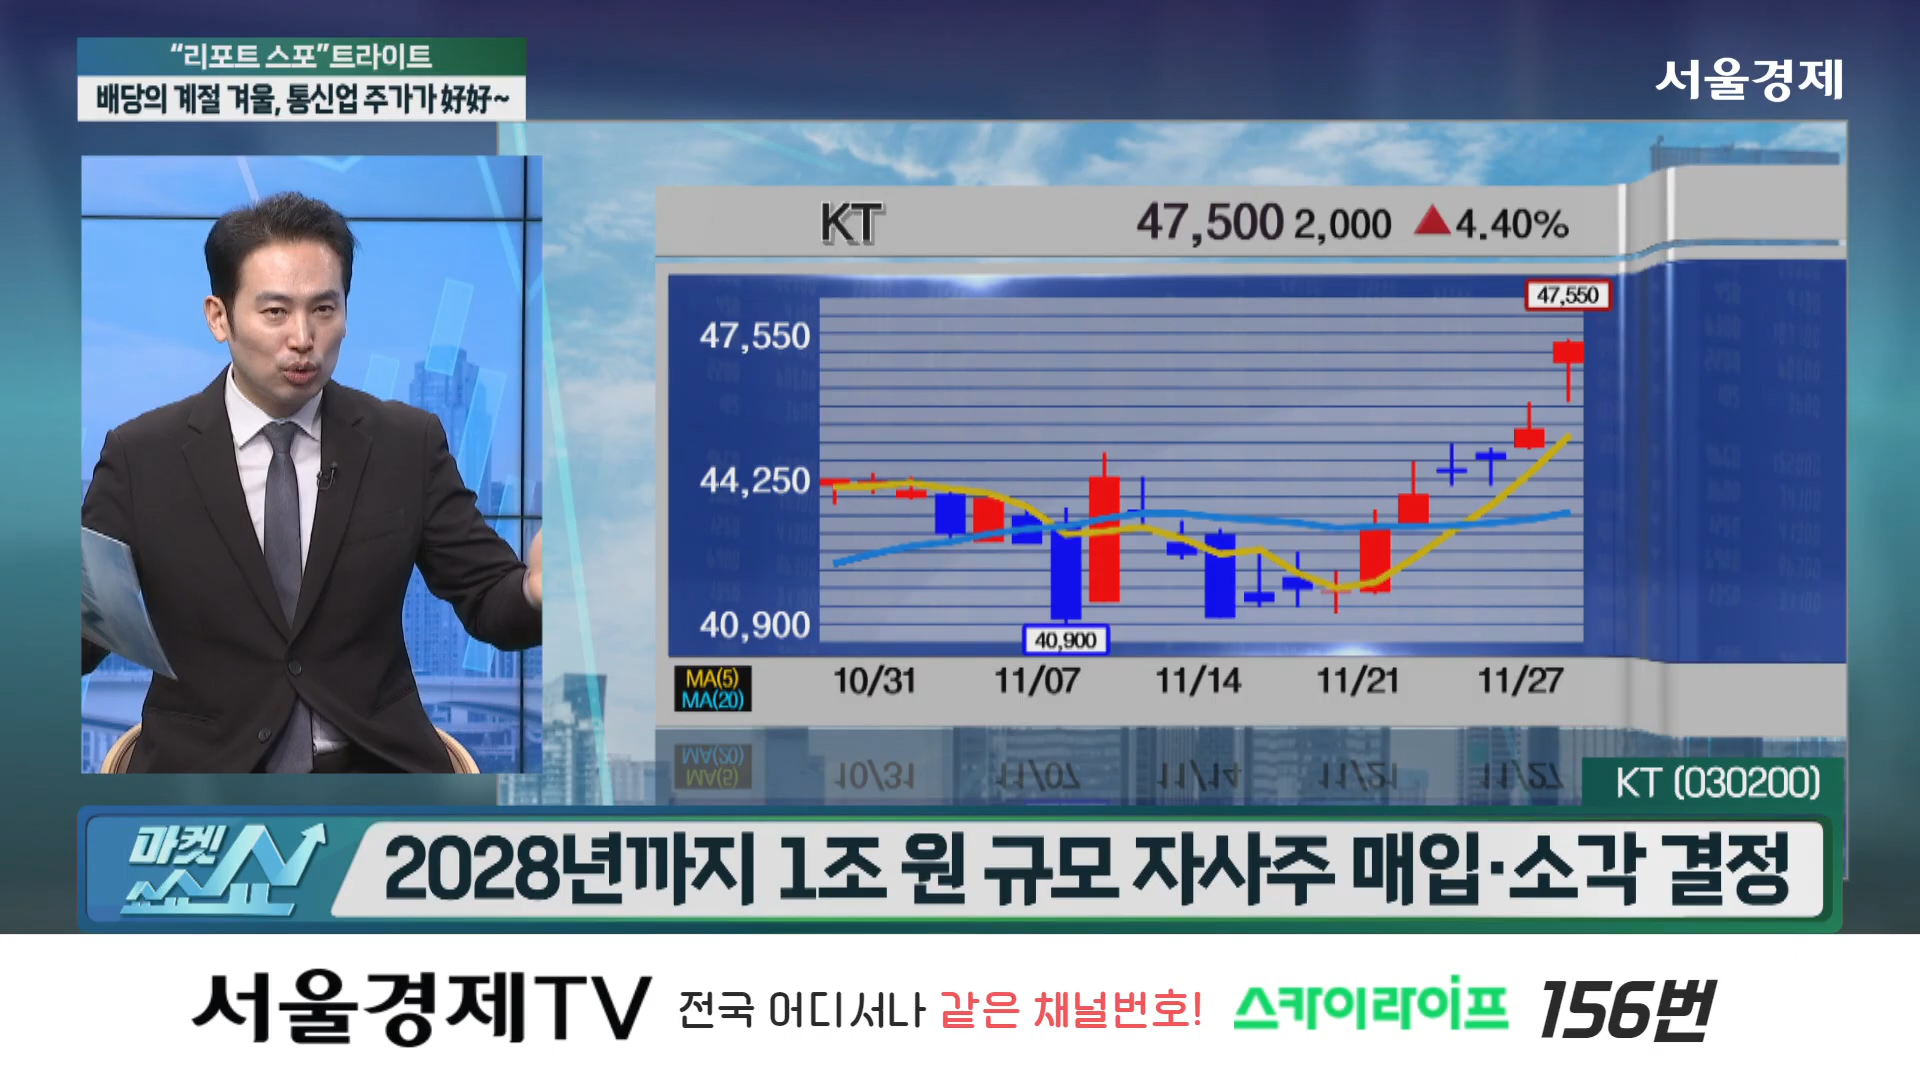 “리포트 스포”트라이트
배당의 계절 겨울, 통신업 주가가 好好~
서울경제
KT 47,500 2,000 ▲4.40%
47,550
47,550
44,250
40,900
40,900
MA(5)
MA(20)
10/31 11/07 11/14 11/21 11/27
KT (030200)
마켓쇼
2028년까지 1조 원 규모 자사주 매입·소각 결정
서울경제TV 전국 어디서나 같은 채널번호! 스카이라이프 156번